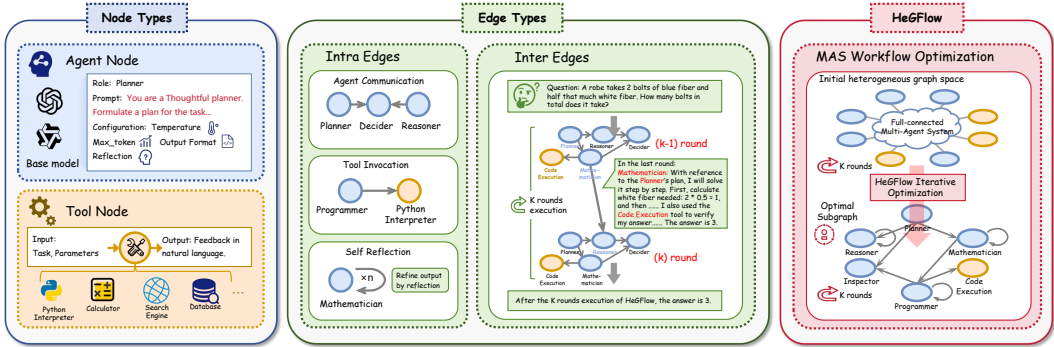 Node Types
Agent Node
Base model
Role: Planner
Prompt: You are a Thoughtful planner.
Formulate a plan for the task...
Configuration: Temperature
Max_token Output Format
Reflection
Tool Node
Input:
Task, Parameters
Output: Feedback in
natural language.
Python
Interpreter
Calculator
Search
Engine
Database
...
Edge Types
Intra Edges
Agent Communication
Planner Decider Reasoner
Tool Invocation
Programmer
Python
Interpreter
Self Reflection
×n
Mathematician
Refine output
by reflection
Inter Edges
Question: A robe takes 2 bolts of blue fiber and
half that much white fiber. How many bolts in
total does it take?
Planner
Reasoner
Decider
(k-1) round
Code
Execution
Mathe-
matician
In the last round:
Mathematician: With reference
to the Planner's plan, I will solve
it step by step. First, calculate
white fiber needed: 2 * 0.5 = 1,
and then ...... I also used the
Code Execution tool to verify
my answer...... The answer is 3.
K rounds
execution
Planner
Reasoner
Decider
(k) round
Code
Execution
Mathe-
matician
After the K rounds execution of HeGFlow, the answer is 3.
HeGFlow
MAS Workflow Optimization
Initial heterogeneous graph space
Full-connected
Multi-Agent System
K rounds
HeGFlow Iterative
Optimization
Optimal
Subgraph
Planner
Reasoner
Mathematician
Inspector
Code
Execution
K rounds
Programmer